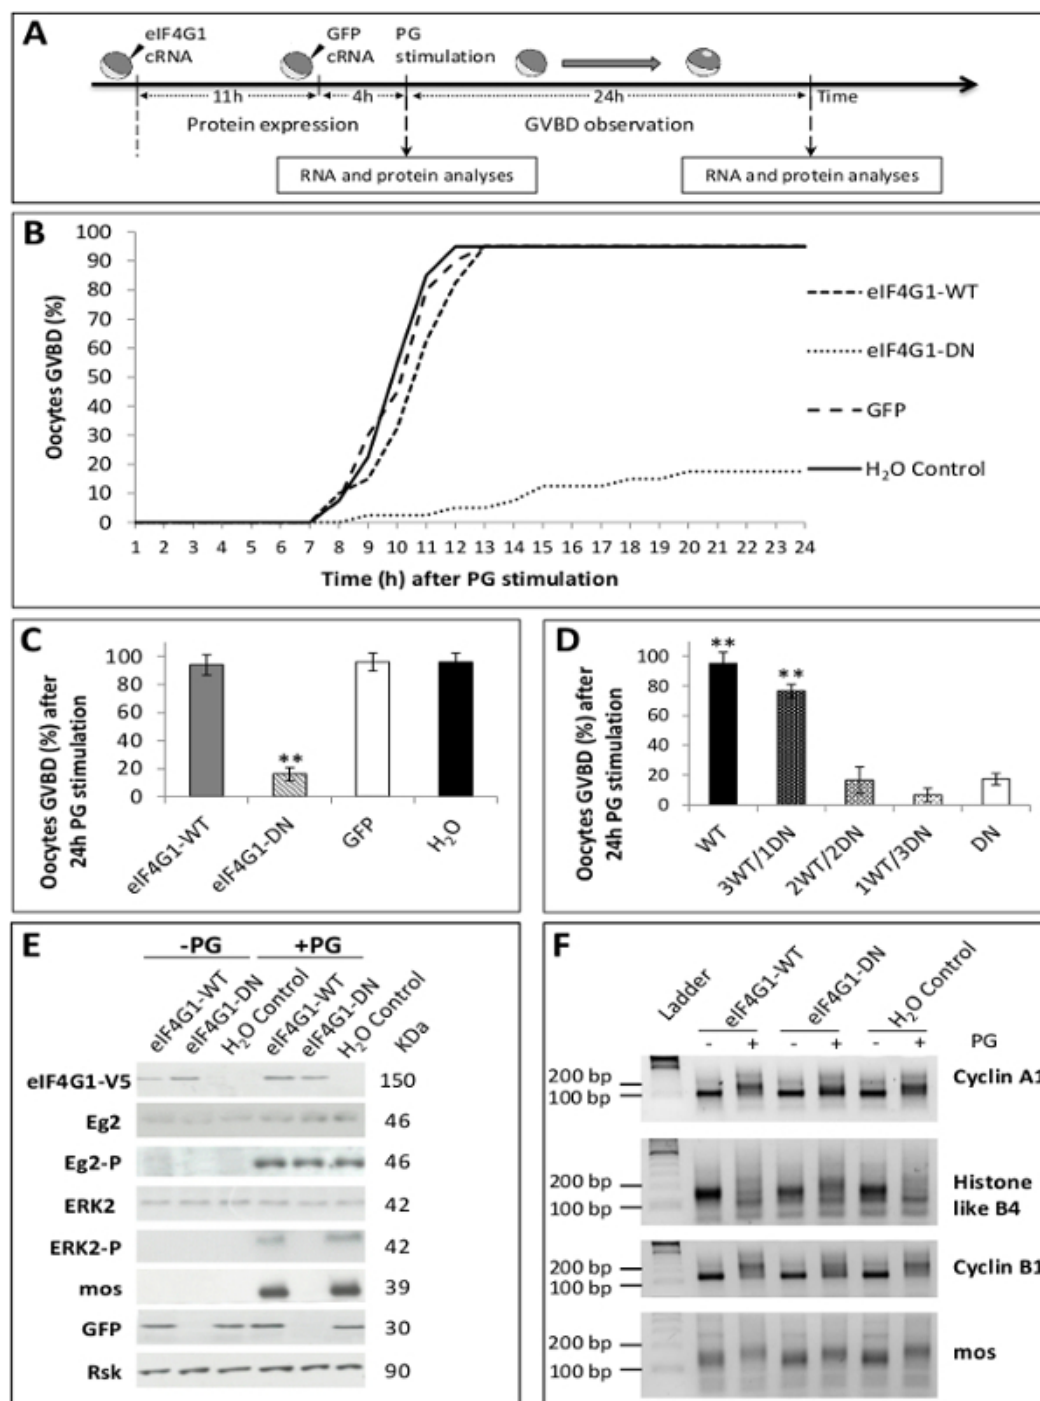 A
eIF4G1 cRNA
GFP cRNA
PG stimulation
11h
4h
24h
Time
Protein expression
GVBD observation
RNA and protein analyses
RNA and protein analyses
B
Oocytes GVBD (%)
100
90
80
70
60
50
40
30
20
10
0
1 2 3 4 5 6 7 8 9 10 11 12 13 14 15 16 17 18 19 20 21 22 23 24
Time (h) after PG stimulation
eIF4G1-WT
eIF4G1-DN
GFP
H₂O Control
C
Oocytes GVBD (%) after
24h PG stimulation
100
80
60
40
20
0
**
eIF4G1-WT
eIF4G1-DN
GFP
H₂O
D
Oocytes GVBD (%) after
24h PG stimulation
100
80
60
40
20
0
**
**
WT
3WT/1DN
2WT/2DN
1WT/3DN
DN
E
-PG
+PG
eIF4G1-WT
eIF4G1-DN
H₂O Control
eIF4G1-WT
eIF4G1-DN
H₂O Control
KDa
eIF4G1-V5 150
Eg2 46
Eg2-P 46
ERK2 42
ERK2-P 42
mos 39
GFP 30
Rsk 90
F
Ladder
eIF4G1-WT
eIF4G1-DN
H₂O Control
- + - + - + PG
200 bp
100 bp
Cyclin A1
200 bp
100 bp
Histone
like B4
200 bp
100 bp
Cyclin B1
200 bp
100 bp
mos